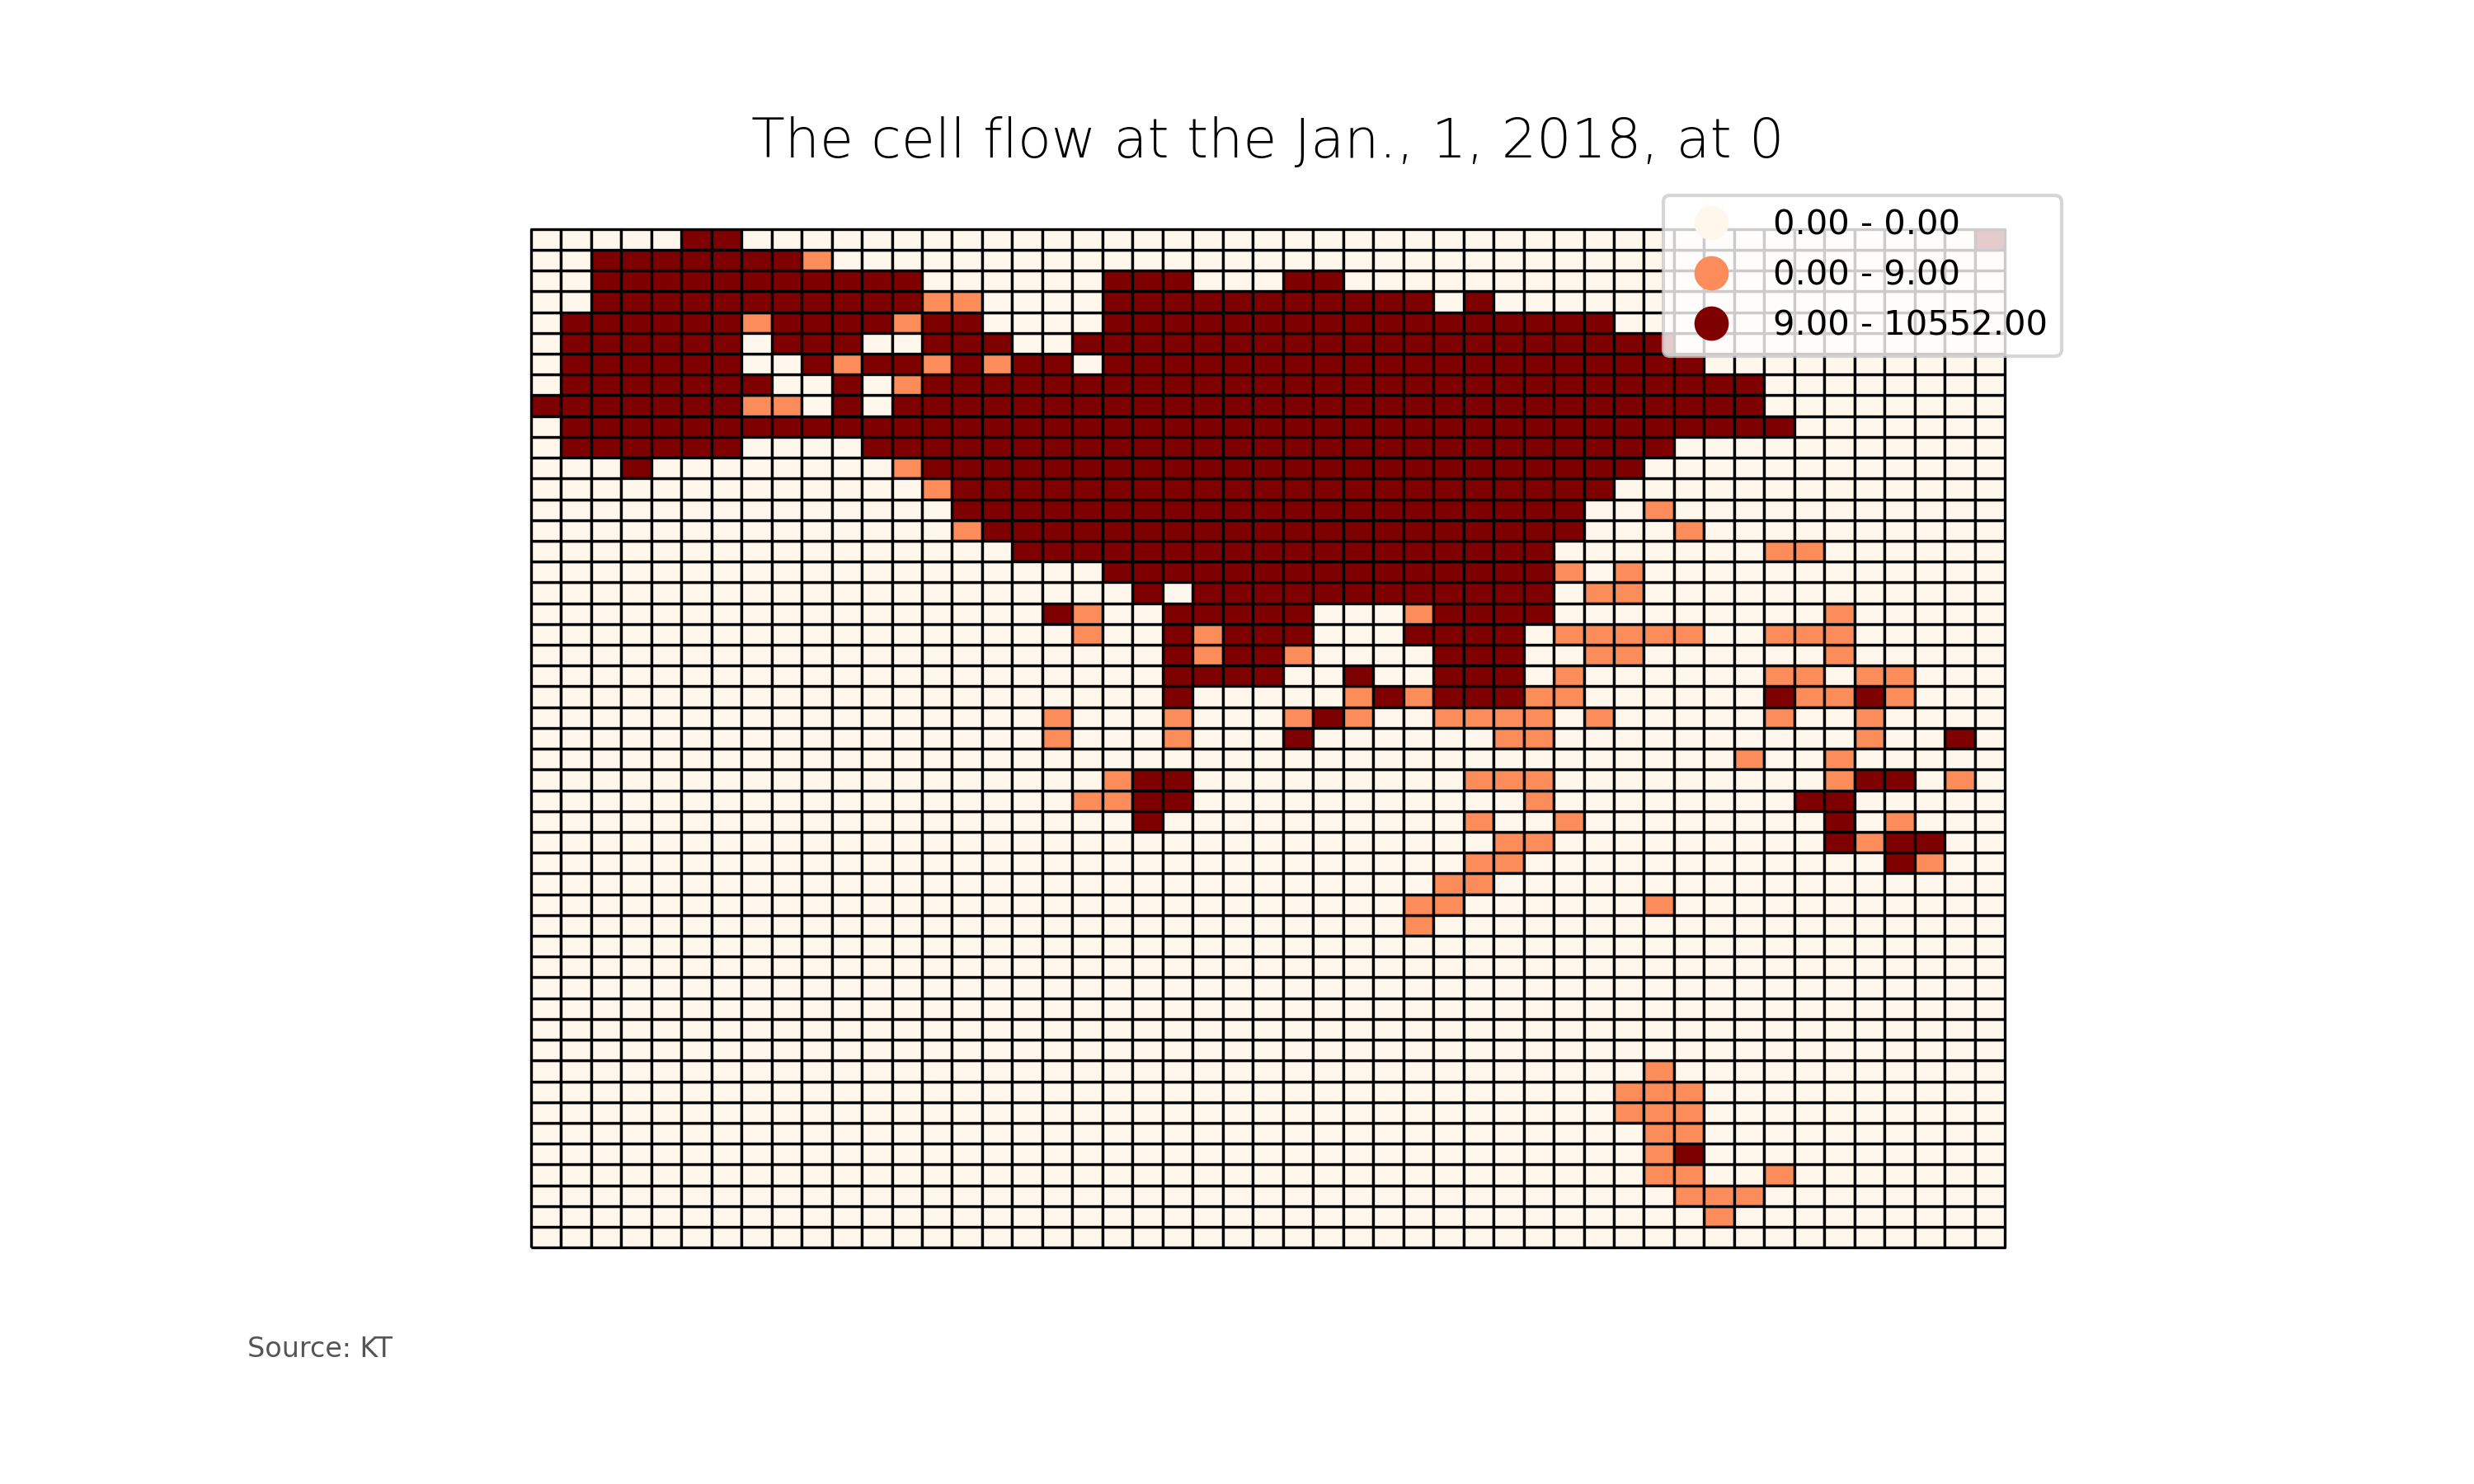 The cell flow at the Jan., 1, 2018, at 0
0.00 - 0.00
0.00 - 9.00
9.00 - 10552.00
Source: KT